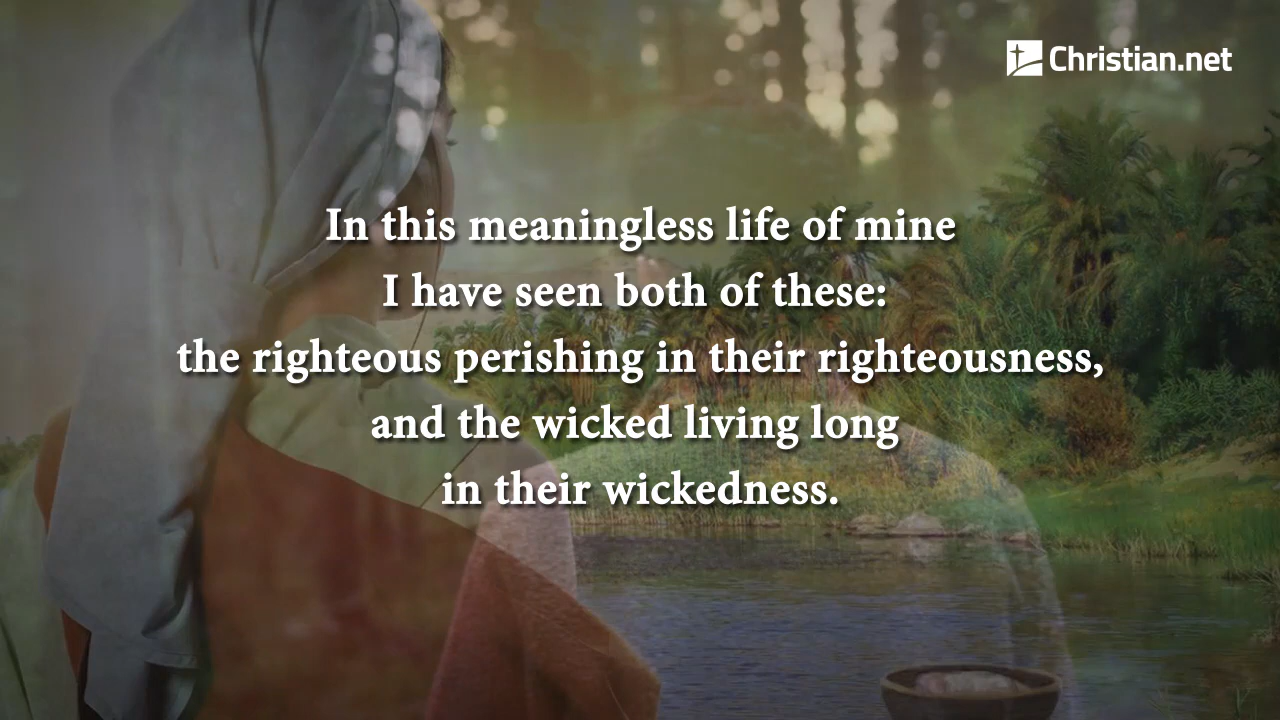 Christian.net
In this meaningless life of mine
I have seen both of these:
the righteous perishing in their righteousness,
and the wicked living long
in their wickedness.